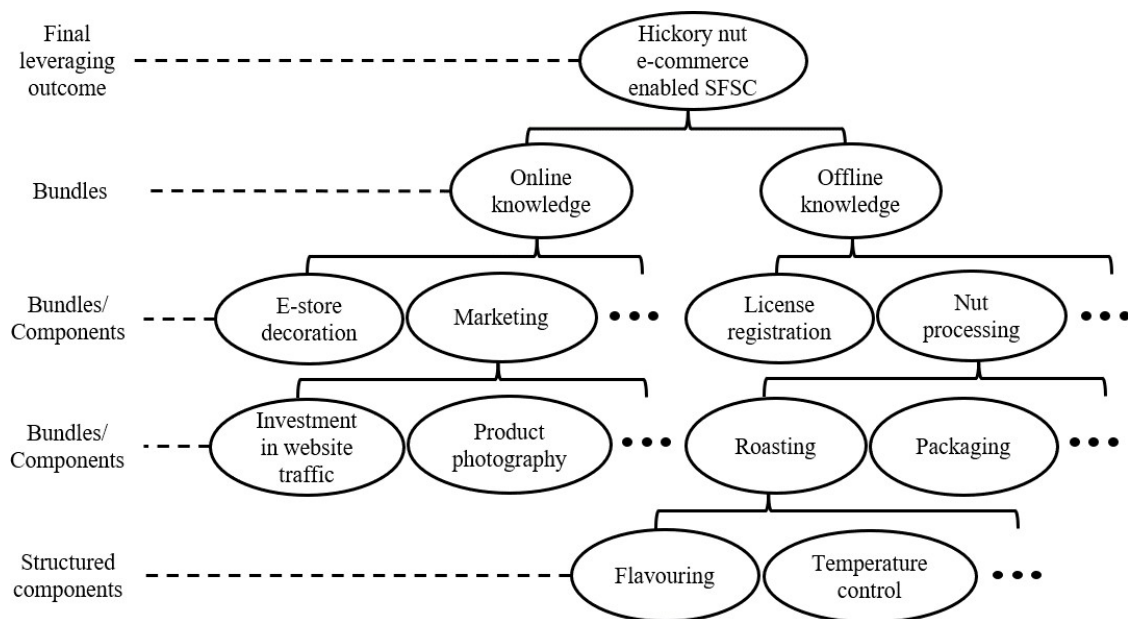 Final
leveraging
outcome
Hickory nut
e-commerce
enabled SFSC
Bundles
Online
knowledge
Offline
knowledge
Bundles/
Components
E-store
decoration
Marketing
License
registration
Nut
processing
Bundles/
Components
Investment
in website
traffic
Product
photography
Roasting
Packaging
Structured
components
Flavouring
Temperature
control